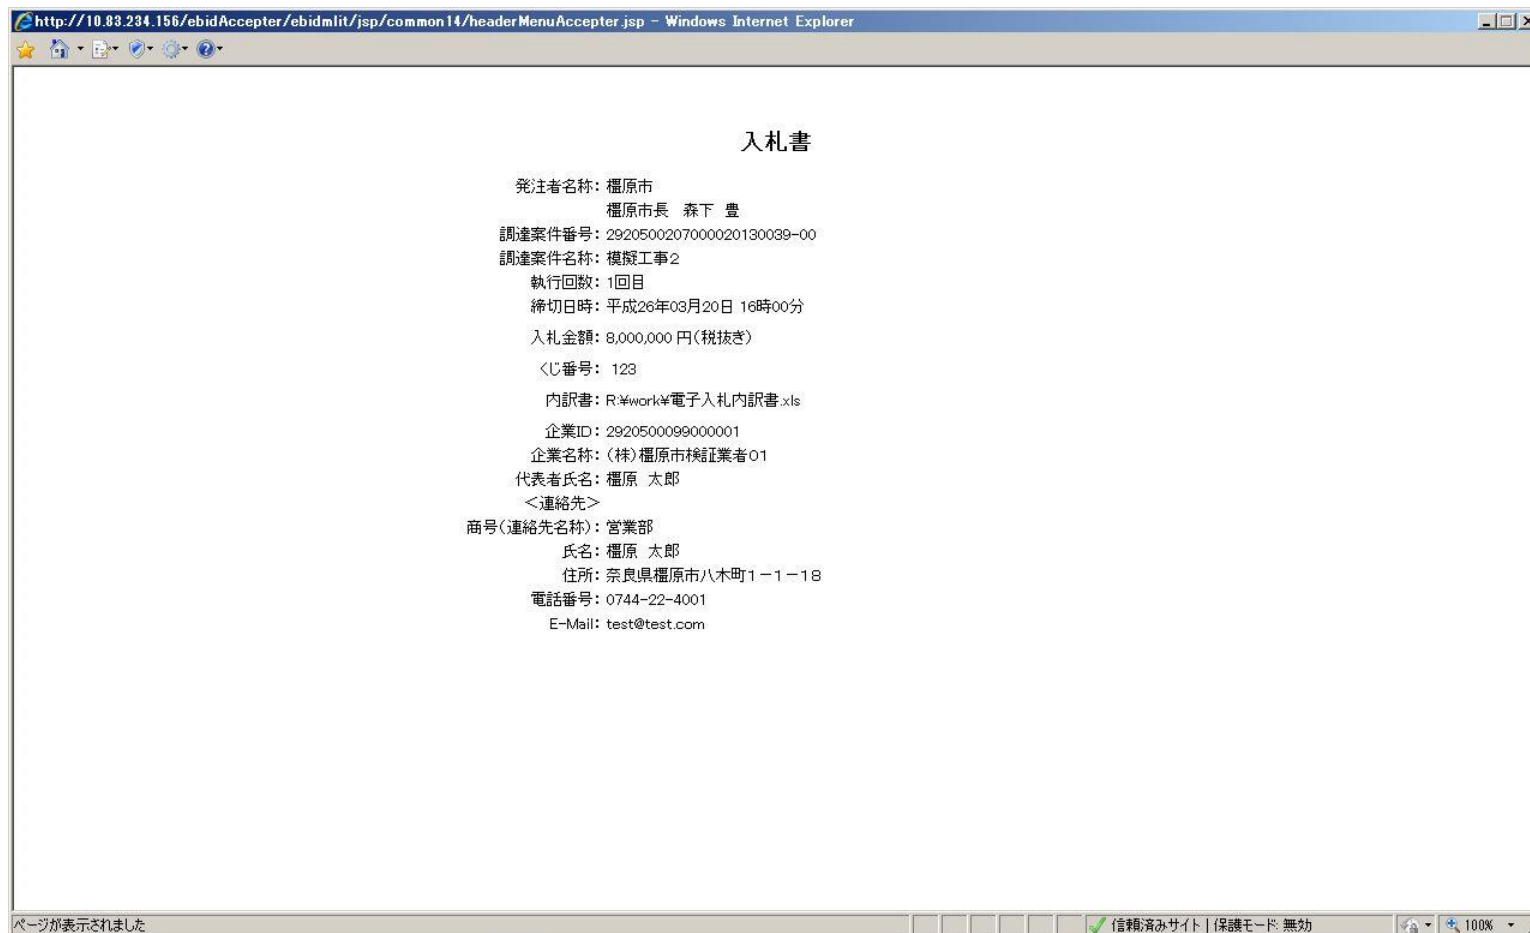 http://10.83.234.156/ebidAccepter/ebidmlit/jsp/common14/headerMenuAccepter.jsp - Windows Internet Explorer
入札書
発注者名称：橿原市
橿原市長　森下　豊
調達案件番号：2920500207000020130039-00
調達案件名称：模擬工事２
執行回数：1回目
締切日時：平成26年03月20日 16時00分
入札金額：8,000,000 円（税抜き）
くじ番号： 123
内訳書：R:¥work¥電子入札内訳書.xls
企業ID：2920500099000001
企業名称：（株）橿原市検証業者０１
代表者氏名：橿原　太郎
＜連絡先＞
商号（連絡先名称）：営業部
氏名：橿原　太郎
住所：奈良県橿原市八木町１－１－１８
電話番号：0744-22-4001
E-Mail：test@test.com
ページが表示されました 信頼済みサイト | 保護モード: 無効 100%